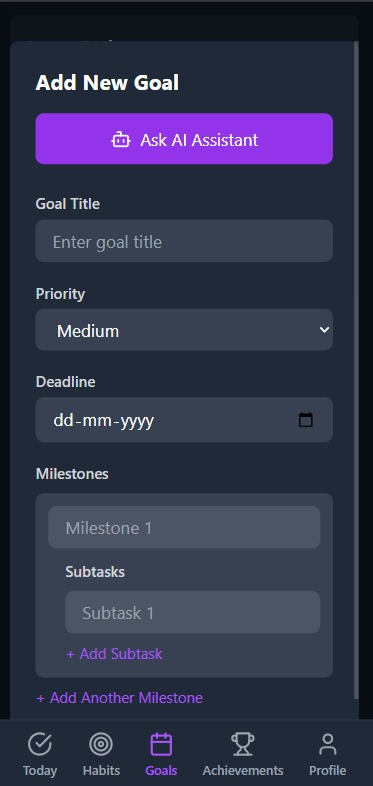 Add New Goal
Ask AI Assistant
Goal Title
Enter goal title
Priority
Medium
Deadline
dd-mm-yyyy
Milestones
Milestone 1
Subtasks
Subtask 1
+ Add Subtask
+ Add Another Milestone
Today Habits Goals Achievements Profile